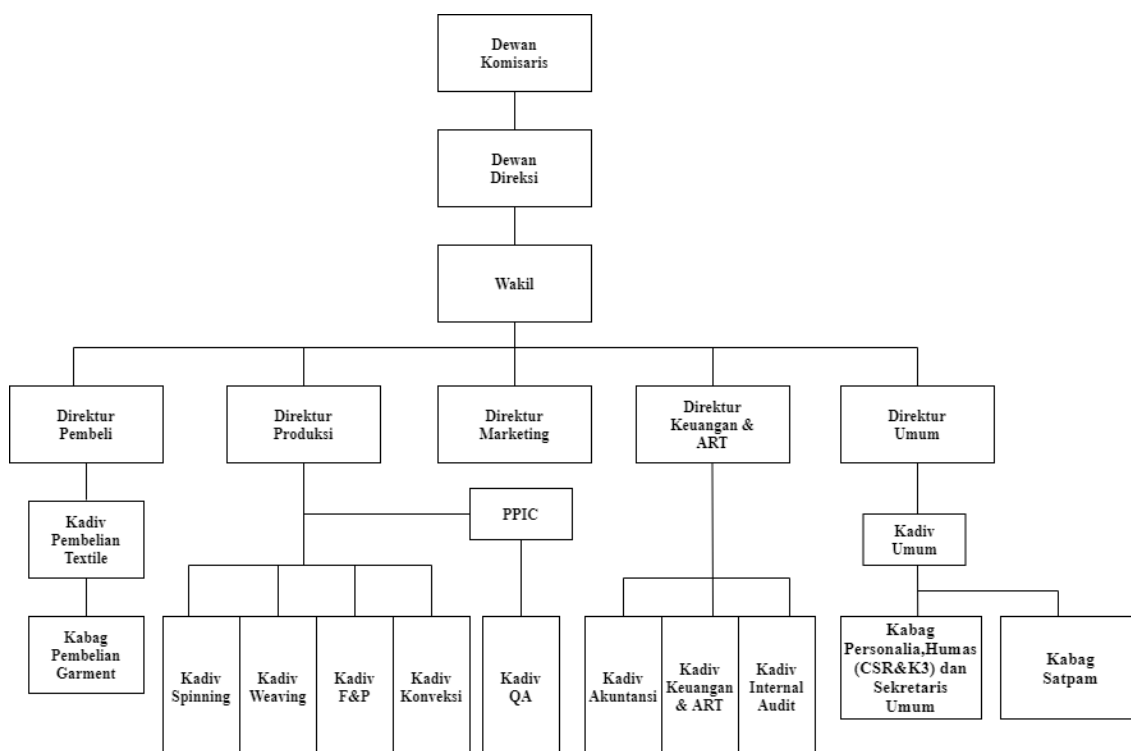 Dewan
Komisaris
Dewan
Direksi
Wakil
Direktur
Pembeli
Direktur
Produksi
Direktur
Marketing
Direktur
Keuangan &
ART
Direktur
Umum
Kadiv
Pembelian
Textile
PPIC
Kadiv
Umum
Kabag
Pembelian
Garment
Kadiv
Spinning
Kadiv
Weaving
Kadiv
F&P
Kadiv
Konveksi
Kadiv
QA
Kadiv
Akuntansi
Kadiv
Keuangan
& ART
Kadiv
Internal
Audit
Kabag
Personalia,Humas
(CSR&K3) dan
Sekretaris
Umum
Kabag
Satpam